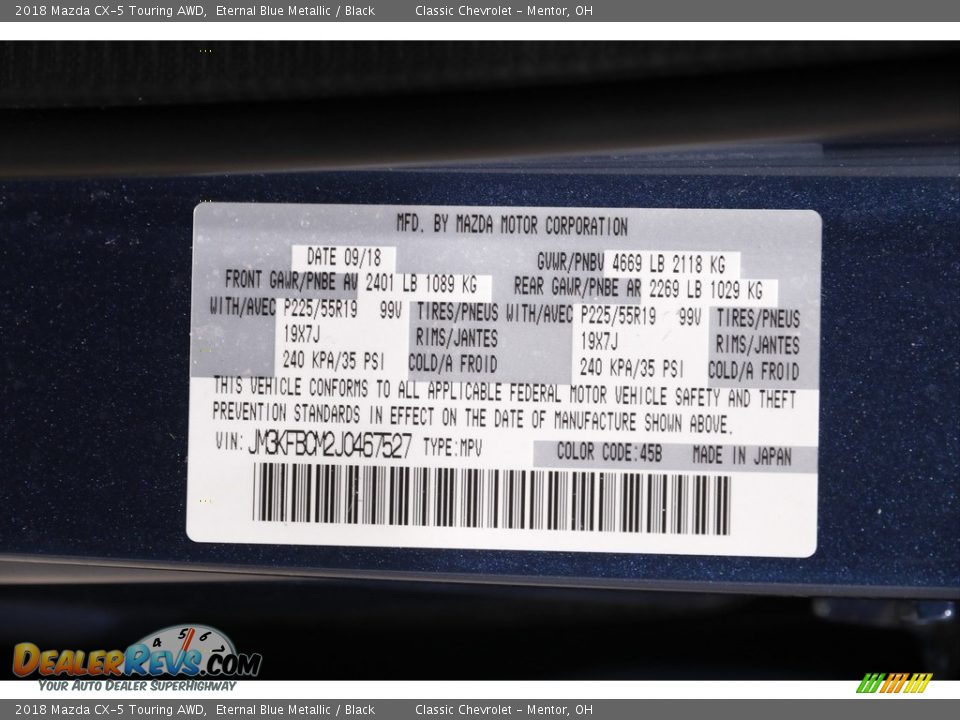 2018 Mazda CX-5 Touring AWD, Eternal Blue Metallic / Black Classic Chevrolet - Mentor, OH
MFD. BY MAZDA MOTOR CORPORATION
DATE 09/18 GVWR/PNBV 4669 LB 2118 KG
FRONT GAWR/PNBE AV 2401 LB 1089 KG REAR GAWR/PNBE AR 2269 LB 1029 KG
WITH/AVEC P225/55R19 99V TIRES/PNEUS WITH/AVEC P225/55R19 99V TIRES/PNEUS
19X7J RIMS/JANTES 19X7J RIMS/JANTES
240 KPA/35 PSI COLD/A FROID 240 KPA/35 PSI COLD/A FROID
THIS VEHICLE CONFORMS TO ALL APPLICABLE FEDERAL MOTOR VEHICLE SAFETY AND THEFT
PREVENTION STANDARDS IN EFFECT ON THE DATE OF MANUFACTURE SHOWN ABOVE.
VIN: JM3KFBCM2J0467527 TYPE:MPV COLOR CODE:45B MADE IN JAPAN
4 5 6 7
DEALERREVS.COM
YOUR AUTO DEALER SUPERHIGHWAY
2018 Mazda CX-5 Touring AWD, Eternal Blue Metallic / Black Classic Chevrolet - Mentor, OH